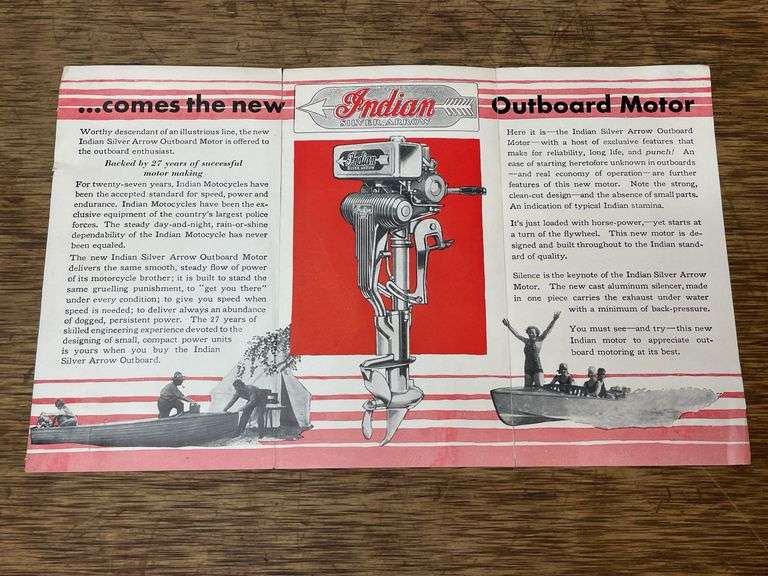 ...comes the new
Worthy descendant of an illustrious line, the new
Indian Silver Arrow Outboard Motor is offered to
the outboard enthusiast.
Backed by 27 years of successful
motor making
For twenty-seven years, Indian Motocycles have
been the accepted standard for speed, power and
endurance. Indian Motocycles have been the ex-
clusive equipment of the country's largest police
forces. The steady day-and-night, rain-or-shine
dependability of the Indian Motocycle has never
been equaled.
The new Indian Silver Arrow Outboard Motor
delivers the same smooth, steady flow of power
of its motorcycle brother; it is built to stand the
same gruelling punishment, to "get you there"
under every condition; to give you speed when
speed is needed; to deliver always an abundance
of dogged, persistent power. The 27 years of
skilled engineering experience devoted to the
designing of small, compact power units
is yours when you buy the Indian
Silver Arrow Outboard.
Indian
SILVER ARROW
Indian
SILVER ARROW
Outboard Motor
Here it is—the Indian Silver Arrow Outboard
Motor—with a host of exclusive features that
make for reliability, long life, and punch! An
ease of starting heretofore unknown in outboards
—and real economy of operation—are further
features of this new motor. Note the strong,
clean-cut design—and the absence of small parts.
An indication of typical Indian stamina.
It's just loaded with horse-power,—yet starts at
a turn of the flywheel. This new motor is de-
signed and built throughout to the Indian stand-
ard of quality.
Silence is the keynote of the Indian Silver Arrow
Motor. The new cast aluminum silencer, made
in one piece carries the exhaust under water
with a minimum of back-pressure.
You must see—and try—this new
Indian motor to appreciate out-
board motoring at its best.